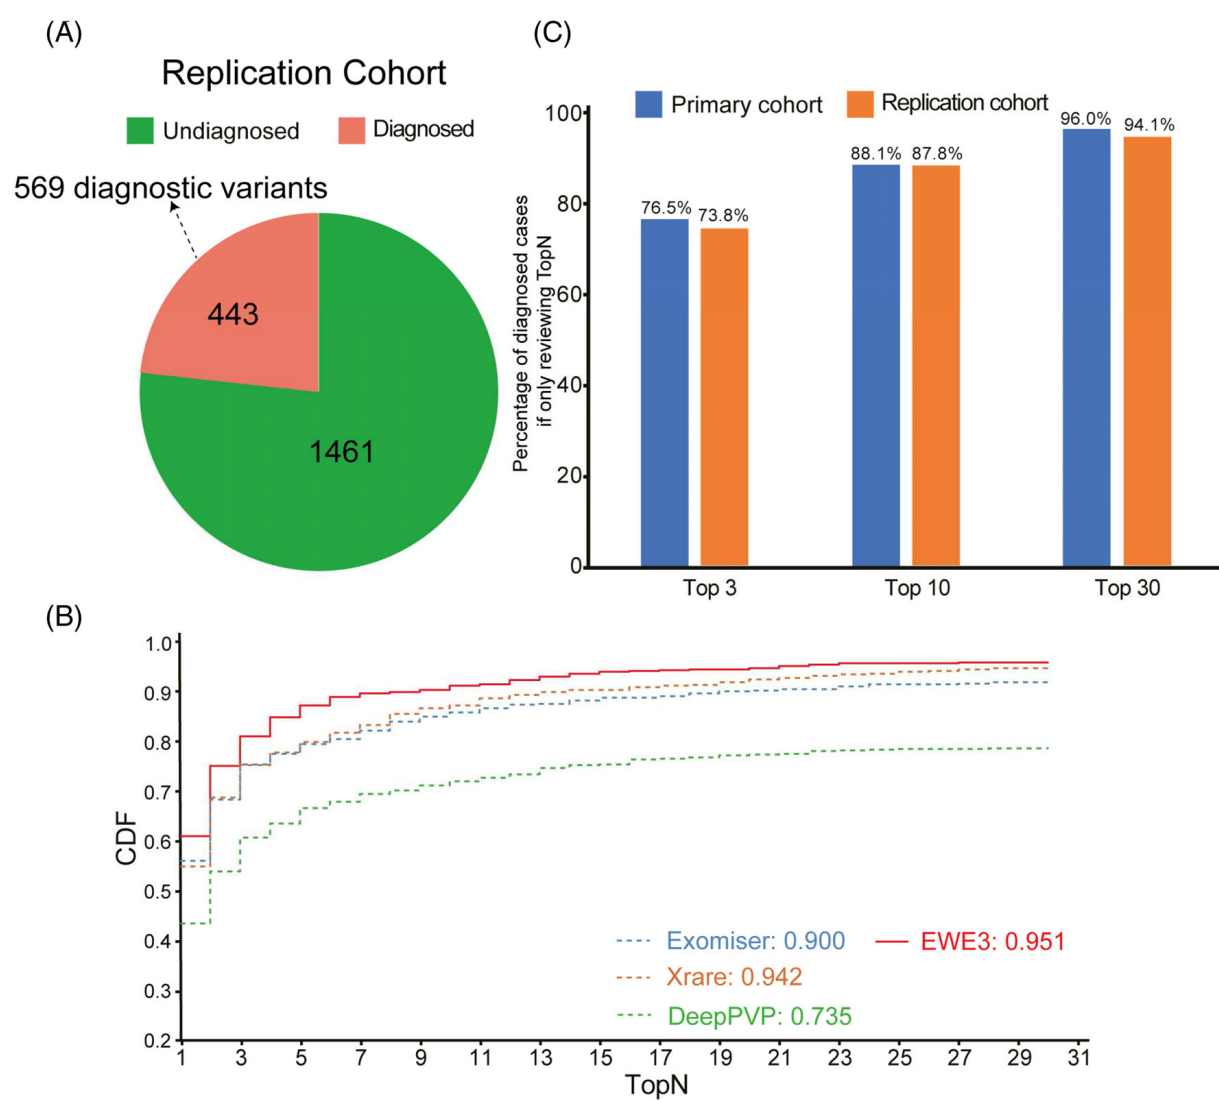 (A)
Replication Cohort
Undiagnosed
Diagnosed
569 diagnostic variants
443
1461
(C)
Primary cohort
Replication cohort
Percentage of diagnosed cases
if only reviewing TopN
100
80
60
40
20
0
76.5%
73.8%
88.1%
87.8%
96.0%
94.1%
Top 3
Top 10
Top 30
(B)
CDF
1.0
0.9
0.8
0.7
0.6
0.5
0.4
0.3
0.2
Exomiser: 0.900
EWE3: 0.951
Xrare: 0.942
DeepPVP: 0.735
1 3 5 7 9 11 13 15 17 19 21 23 25 27 29 31
TopN